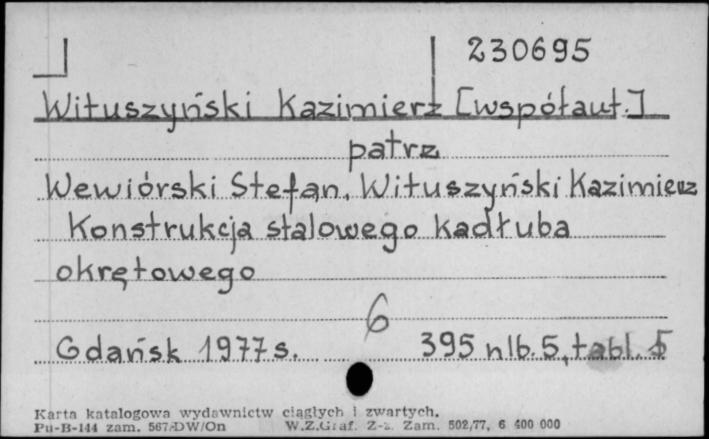 230695
Wituszyński Kazimierz [współaut.]
patrz
Wewiórski Stefan, Wituszyński Kazimierz
Konstrukcja stalowego kadłuba
okrętowego
6
Gdańsk 1977 s. 395 nlb. 5, tabl. 5
Karta katalogowa wydawnictw ciągłych i zwartych.
Pu-B-144 zam. 567/DW/On W.Z.Graf. Z-z. Zam. 502/77, 6 400 000